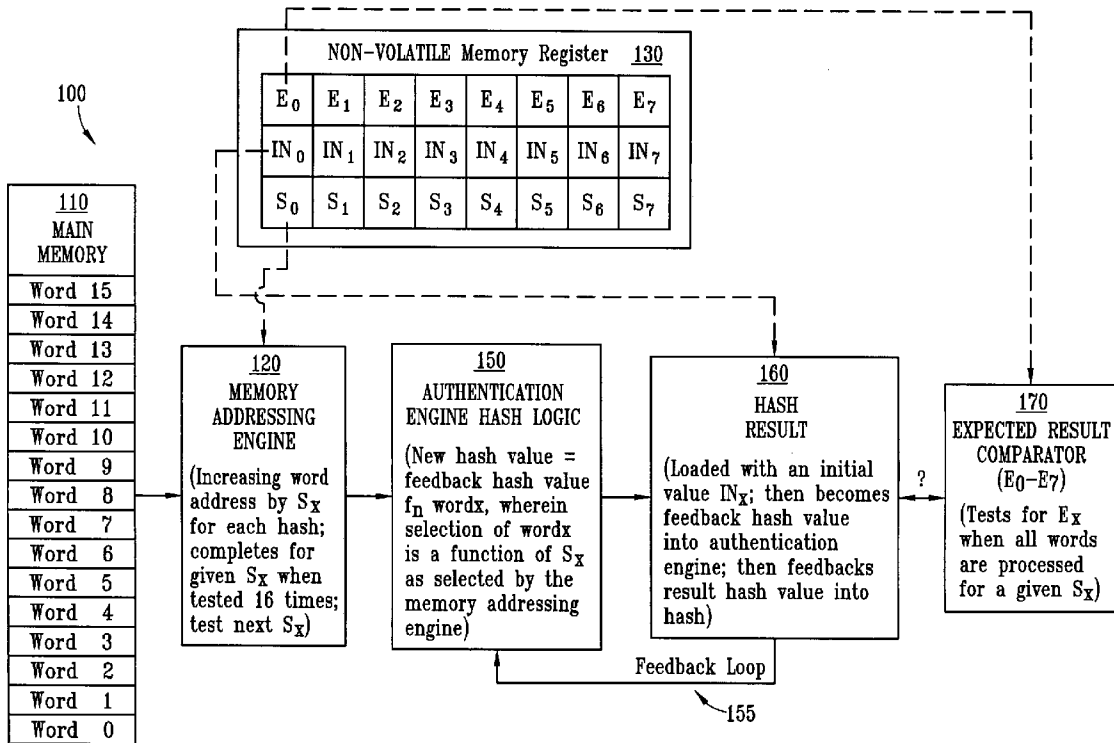 NON-VOLATILE Memory Register 130
E0 E1 E2 E3 E4 E5 E6 E7
IN0 IN1 IN2 IN3 IN4 IN5 IN6 IN7
S0 S1 S2 S3 S4 S5 S6 S7
100
110
MAIN
MEMORY
Word 15
Word 14
Word 13
Word 12
Word 11
Word 10
Word 9
Word 8
Word 7
Word 6
Word 5
Word 4
Word 3
Word 2
Word 1
Word 0
120
MEMORY
ADDRESSING
ENGINE
(Increasing word
address by SX
for each hash;
completes for
given SX when
tested 16 times;
test next SX)
150
AUTHENTICATION
ENGINE HASH LOGIC
(New hash value =
feedback hash value
fn wordx, wherein
selection of wordx
is a function of SX
as selected by the
memory addressing
engine)
160
HASH
RESULT
(Loaded with an initial
value INX; then becomes
feedback hash value
into authentication
engine; then feedbacks
result hash value into
hash)
?
170
EXPECTED RESULT
COMPARATOR
(E0-E7)
(Tests for EX
when all words
are processed
for a given SX)
Feedback Loop
155